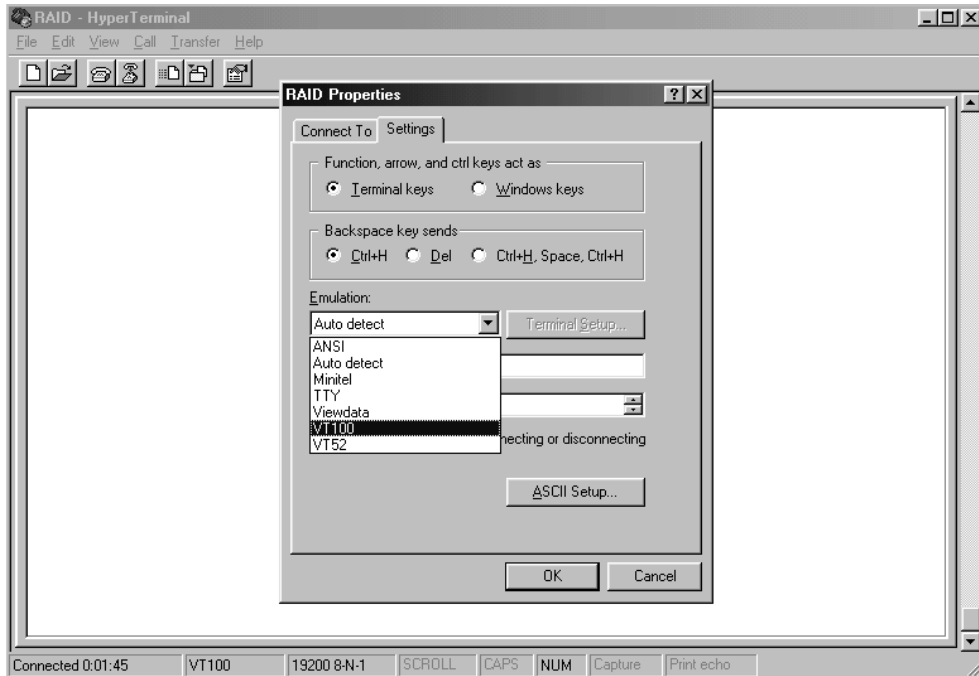 RAID - HyperTerminal
File Edit View Call Transfer Help
RAID Properties
Connect To Settings
Function, arrow, and ctrl keys act as
Terminal keys Windows keys
Backspace key sends
Ctrl+H Del Ctrl+H, Space, Ctrl+H
Emulation:
Auto detect Terminal Setup...
ANSI
Auto detect
Minitel
TTY
Viewdata
VT100
VT52
necting or disconnecting
ASCII Setup...
OK Cancel
Connected 0:01:45 VT100 19200 8-N-1 SCROLL CAPS NUM Capture Print echo